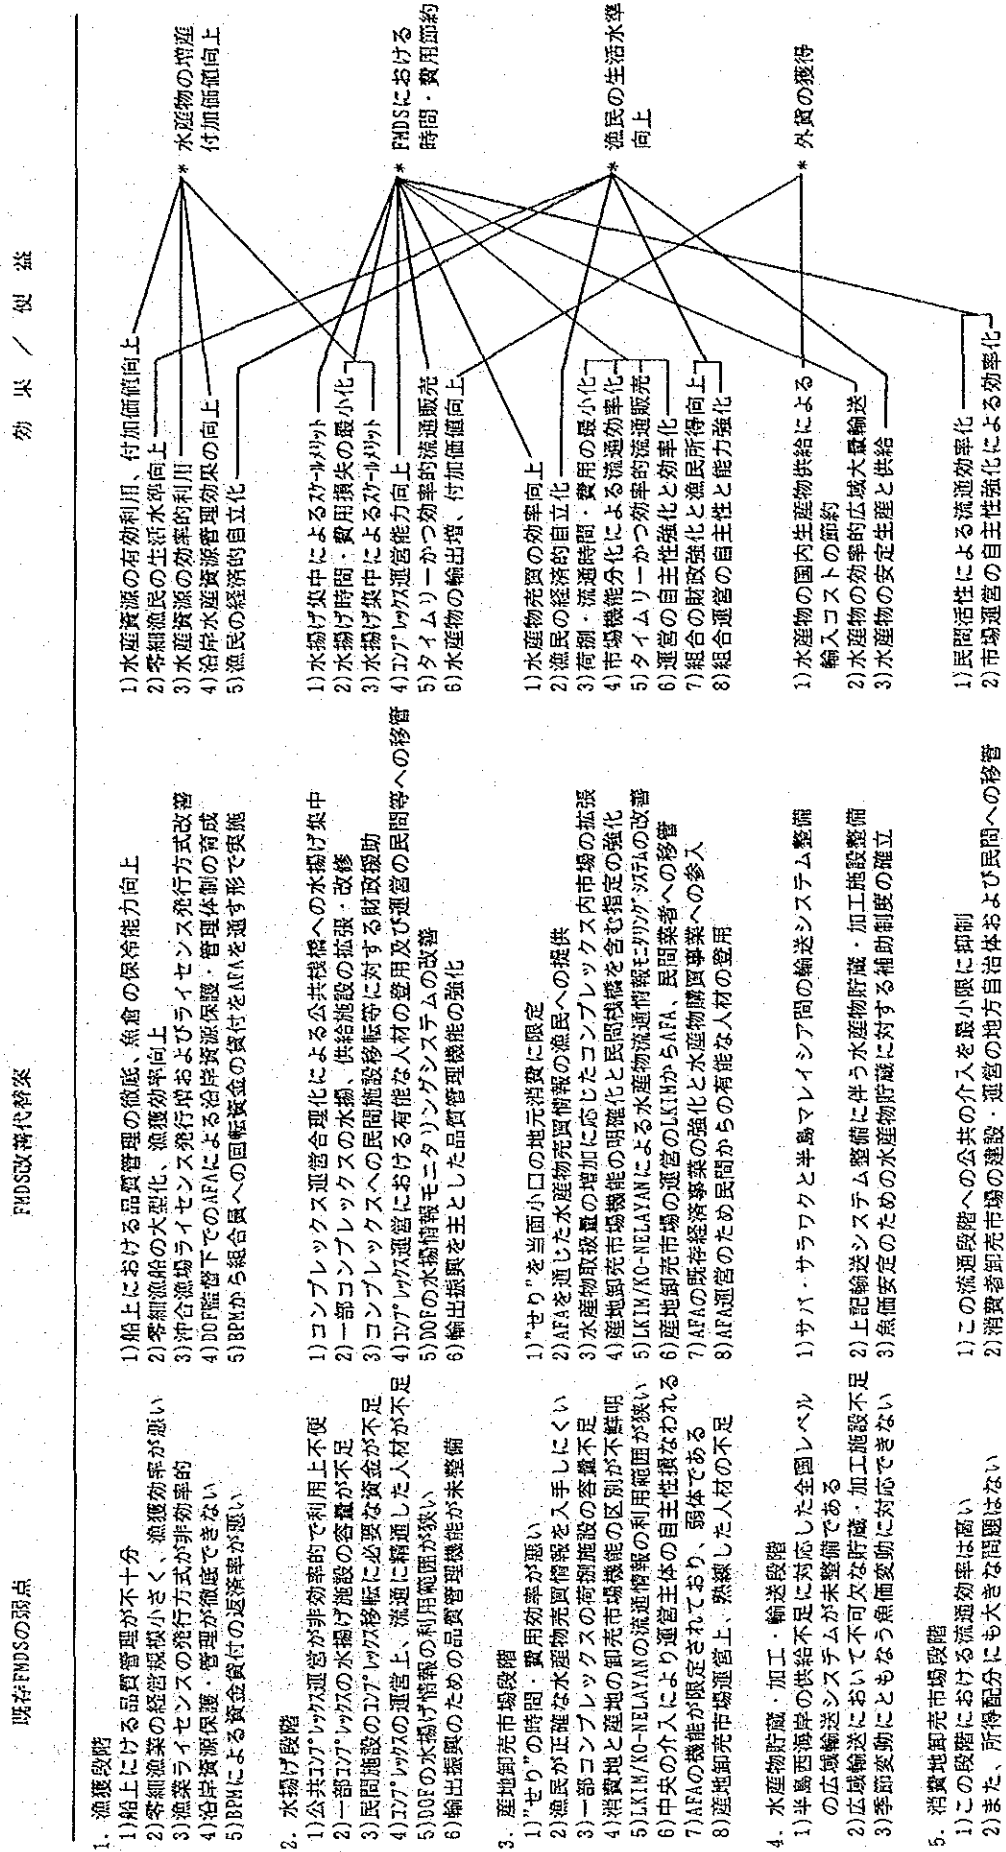 既存FMDSの弱点
FMDS改善代替案
効果/便益
1. 漁獲段階
1)船上における品質管理が不十分
2)零細漁業の経営規模小さく、漁獲効率が悪い
3)漁業ライセンスの発行方式が非効率的
4)沿岸資源保護・管理が徹底できない
5)BPMによる資金貸付の返済率が悪い
1)船上における品質管理の徹底、魚倉の保冷能力向上
2)零細漁船の大型化、漁獲効率向上
3)沖合漁場ライセンス発行増およびライセンス発行方式改善
4)DOF監督下でのAFAによる沿岸資源保護・管理体制の育成
5)BPMから組合員への回転資金の貸付をAFAを通す形で実施
1)水産資源の有効利用、付加価値向上
2)零細漁民の生活水準向上
3)水産資源の効率的利用
4)沿岸水産資源管理効果の向上
5)漁民の経済的自立化
2. 水揚げ段階
1)公共コンプレックス運営が非効率的で利用上不便
2)一部コンプレックスの水揚げ施設の容量が不足
3)民間施設のコンプレックス移転に必要な資金が不足
4)コンプレックスの運営上、流通に精通した人材が不足
5)DOFの水揚げ情報の利用範囲が狭い
6)輸出振興のための品質管理機能が未整備
1)コンプレックス運営合理化による公共桟橋への水揚げ集中
2)一部コンプレックスの水揚、供給施設の拡張・改修
3)コンプレックスへの民間施設移転等に対する財政援助
4)コンプレックス運営における有能な人材の登用及び運営の民間等への移管
5)DOFの水揚情報モニタリングシステムの改善
6)輸出振興を主とした品質管理機能の強化
1)水揚げ集中によるスケールメリット
2)水揚げ時間・費用損失の最小化
3)水揚げ集中によるスケールメリット
4)コンプレックス運営能力向上
5)タイムリーかつ効率的流通販売
6)水産物の輸出増、付加価値向上
3. 産地卸売市場段階
1)"せり"の時間・費用効率が悪い
2)漁民が正確な水産物売買情報を入手しにくい
3)一部コンプレックスの荷捌施設の容量不足
4)消費地と産地の卸売市場機能の区別が不鮮明
5)LKIM/KO-NELAYANの流通情報の利用範囲が狭い
6)中央の介入により運営主体の自主性損なわれる
7)AFAの機能が限定されており、弱体である
8)産地卸売市場運営上、熟練した人材の不足
1)"せり"を当面小口の地元消費に限定
2)AFAを通じた水産物売買情報の漁民への提供
3)水産物取扱量の増加に応じたコンプレックス内市場の拡張
4)産地卸売市場機能の明確化と民間桟橋を含む指定の強化
5)LKIM/KO-NELAYANによる水産物流通情報モニタリングシステムの改善
6)産地卸売市場の運営のLKIMからAFA、民間業者への移管
7)AFAの既存経済事業の強化と水産物購買事業への参入
8)AFA運営のため民間からの有能な人材の登用
1)水産物売買の効率向上
2)漁民の経済的自立化
3)荷捌・流通時間・費用の最小化
4)市場機能分化による流通効率化
5)タイムリーかつ効率的流通販売
6)運営の自主性強化と効率化
7)組合の財政強化と漁民所得向上
8)組合運営の自主性と能力強化
4. 水産物貯蔵・加工・輸送段階
1)半島西海岸の供給不足に対応した全国レベル
の広域輸送システムが未整備である
2)広域輸送において不可欠な貯蔵・加工施設不足
3)季節変動にともなう魚価変動に対応できない
1)サバ・サラワクと半島マレイシア間の輸送システム整備
2)上記輸送システム整備に伴う水産物貯蔵・加工施設整備
3)魚価安定のための水産物貯蔵に対する補助制度の確立
1)水産物の国内生産物供給による
輸入コストの節約
2)水産物の効率的広域大量輸送
3)水産物の安定生産と供給
5. 消費地卸売市場段階
1)この段階における流通効率は高い
2)また、所得配分にも大きな問題はない
1)この流通段階への公共の介入を最小限に抑制
2)消費者卸売市場の建設・運営の地方自治体および民間への移管
1)民間活性による流通効率化
2)市場運営の自主性強化による効率化
* 水産物の増産
付加価値向上
* FMDSにおける
時間・費用節約
* 漁民の生活水準
向上
* 外貨の獲得